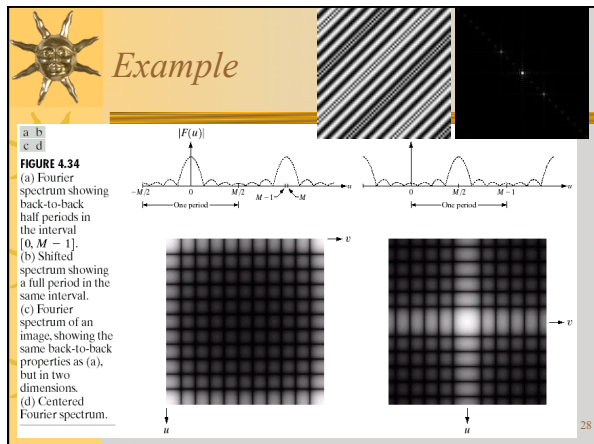 Example
a b
c d
FIGURE 4.34
(a) Fourier
spectrum showing
back-to-back
half periods in
the interval
[0, M − 1].
(b) Shifted
spectrum showing
a full period in the
same interval.
(c) Fourier
spectrum of an
image, showing the
same back-to-back
properties as (a),
but in two
dimensions.
(d) Centered
Fourier spectrum.
|F(u)|
−M/2 0 M/2 M − 1 M u
One period
0 M/2 M − 1 u
One period
v
u
v
u
28